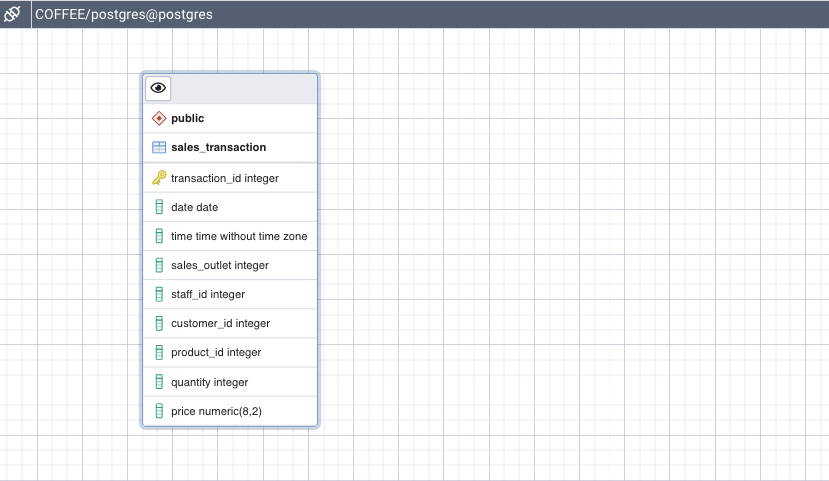 COFFEE/postgres@postgres
public
sales_transaction
transaction_id integer
date date
time time without time zone
sales_outlet integer
staff_id integer
customer_id integer
product_id integer
quantity integer
price numeric(8,2)